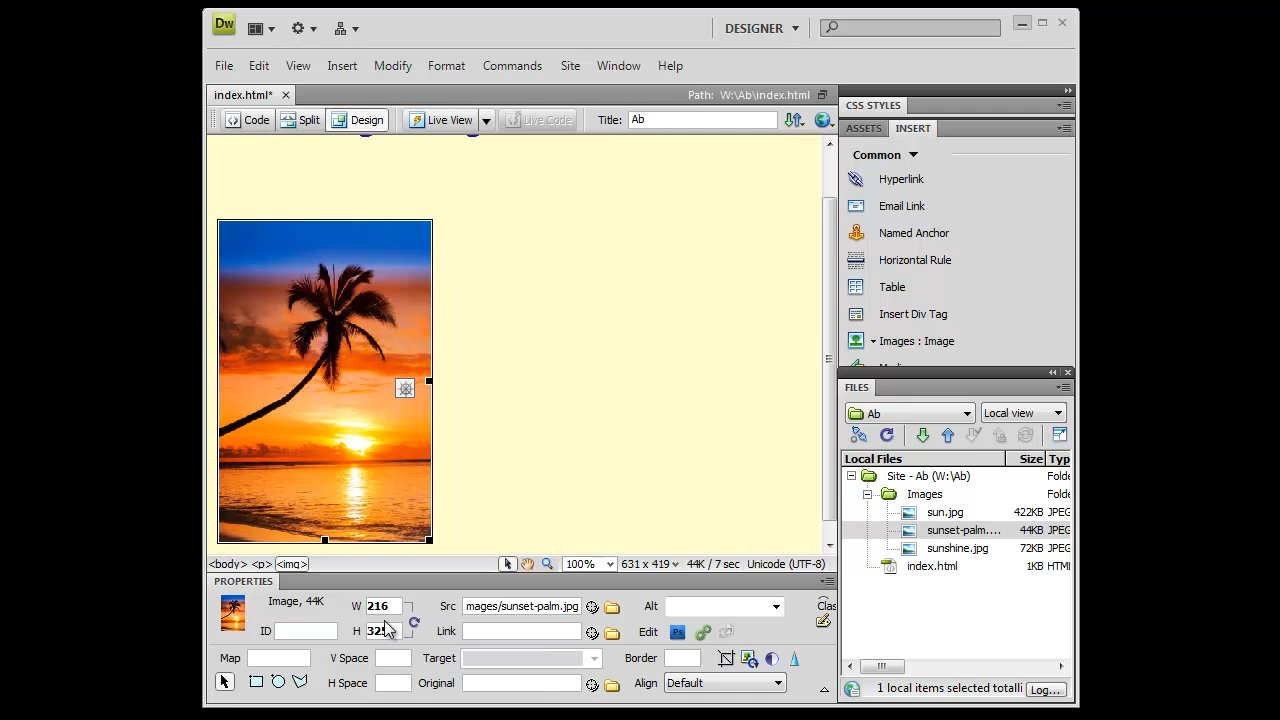 Dw
DESIGNER
File Edit View Insert Modify Format Commands Site Window Help
index.html*
Path: W:\Ab\index.html
Code Split Design Live View Live Code Title: Ab
CSS STYLES
ASSETS INSERT
Common
Hyperlink
Email Link
Named Anchor
Horizontal Rule
Table
Insert Div Tag
Images : Image
FILES
Ab Local view
Local Files Size Typ
Site - Ab (W:\Ab) Folde
Images Folde
sun.jpg 422KB JPEG
sunset-palm.... 44KB JPEG
sunshine.jpg 72KB JPEG
index.html 1KB HTM
1 local items selected totalli Log...
<body> <p> <img> 100% 631 x 419 44K / 7 sec Unicode (UTF-8)
PROPERTIES
Image, 44K W 216 Src mages/sunset-palm.jpg Alt Clas
ID H Link Edit Ps
Map V Space Target Border
H Space Original Align Default